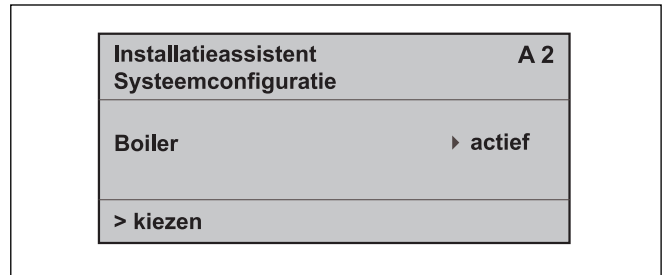 Installatieassistent A 2
Systeemconfiguratie
Boiler ▸ actief
> kiezen